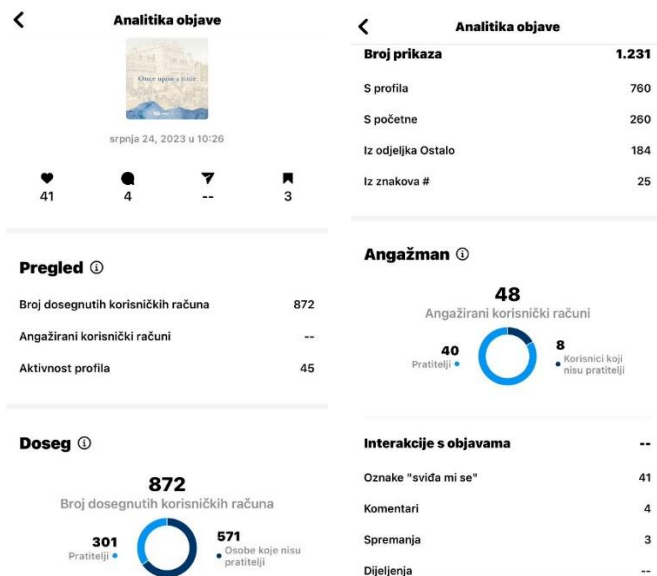 Analitika objave
Once upon a time
srpnja 24, 2023 u 10:26
41 4 -- 3
Pregled
Broj dosegnutih korisničkih računa 872
Angažirani korisnički računi --
Aktivnost profila 45
Doseg
872
Broj dosegnutih korisničkih računa
301
Pratitelji
571
Osobe koje nisu
pratitelji
Analitika objave
Broj prikaza 1.231
S profila 760
S početne 260
Iz odjeljka Ostalo 184
Iz znakova # 25
Angažman
48
Angažirani korisnički računi
40
Pratitelji
8
Korisnici koji
nisu pratitelji
Interakcije s objavama --
Oznake "sviđa mi se" 41
Komentari 4
Spremanja 3
Dijeljenja --